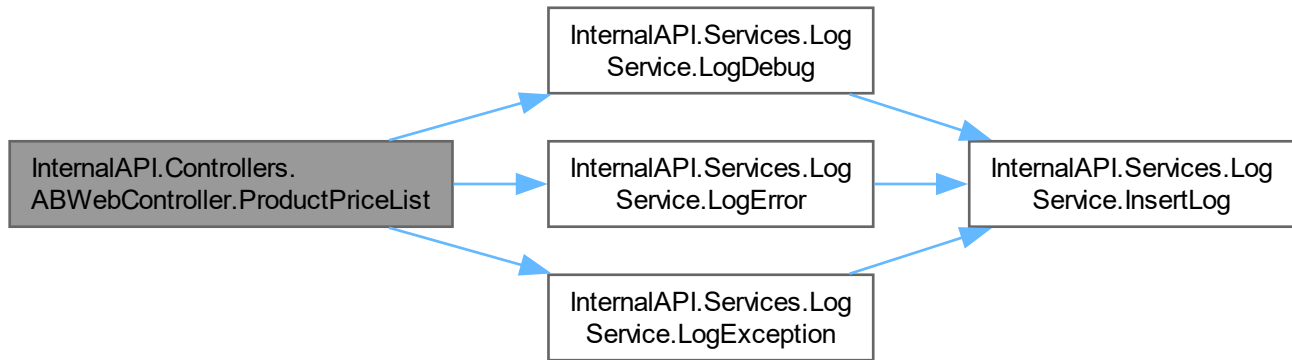 InternalAPI.Controllers.
ABWebController.ProductPriceList
InternalAPI.Services.Log
Service.LogDebug
InternalAPI.Services.Log
Service.LogError
InternalAPI.Services.Log
Service.LogException
InternalAPI.Services.Log
Service.InsertLog